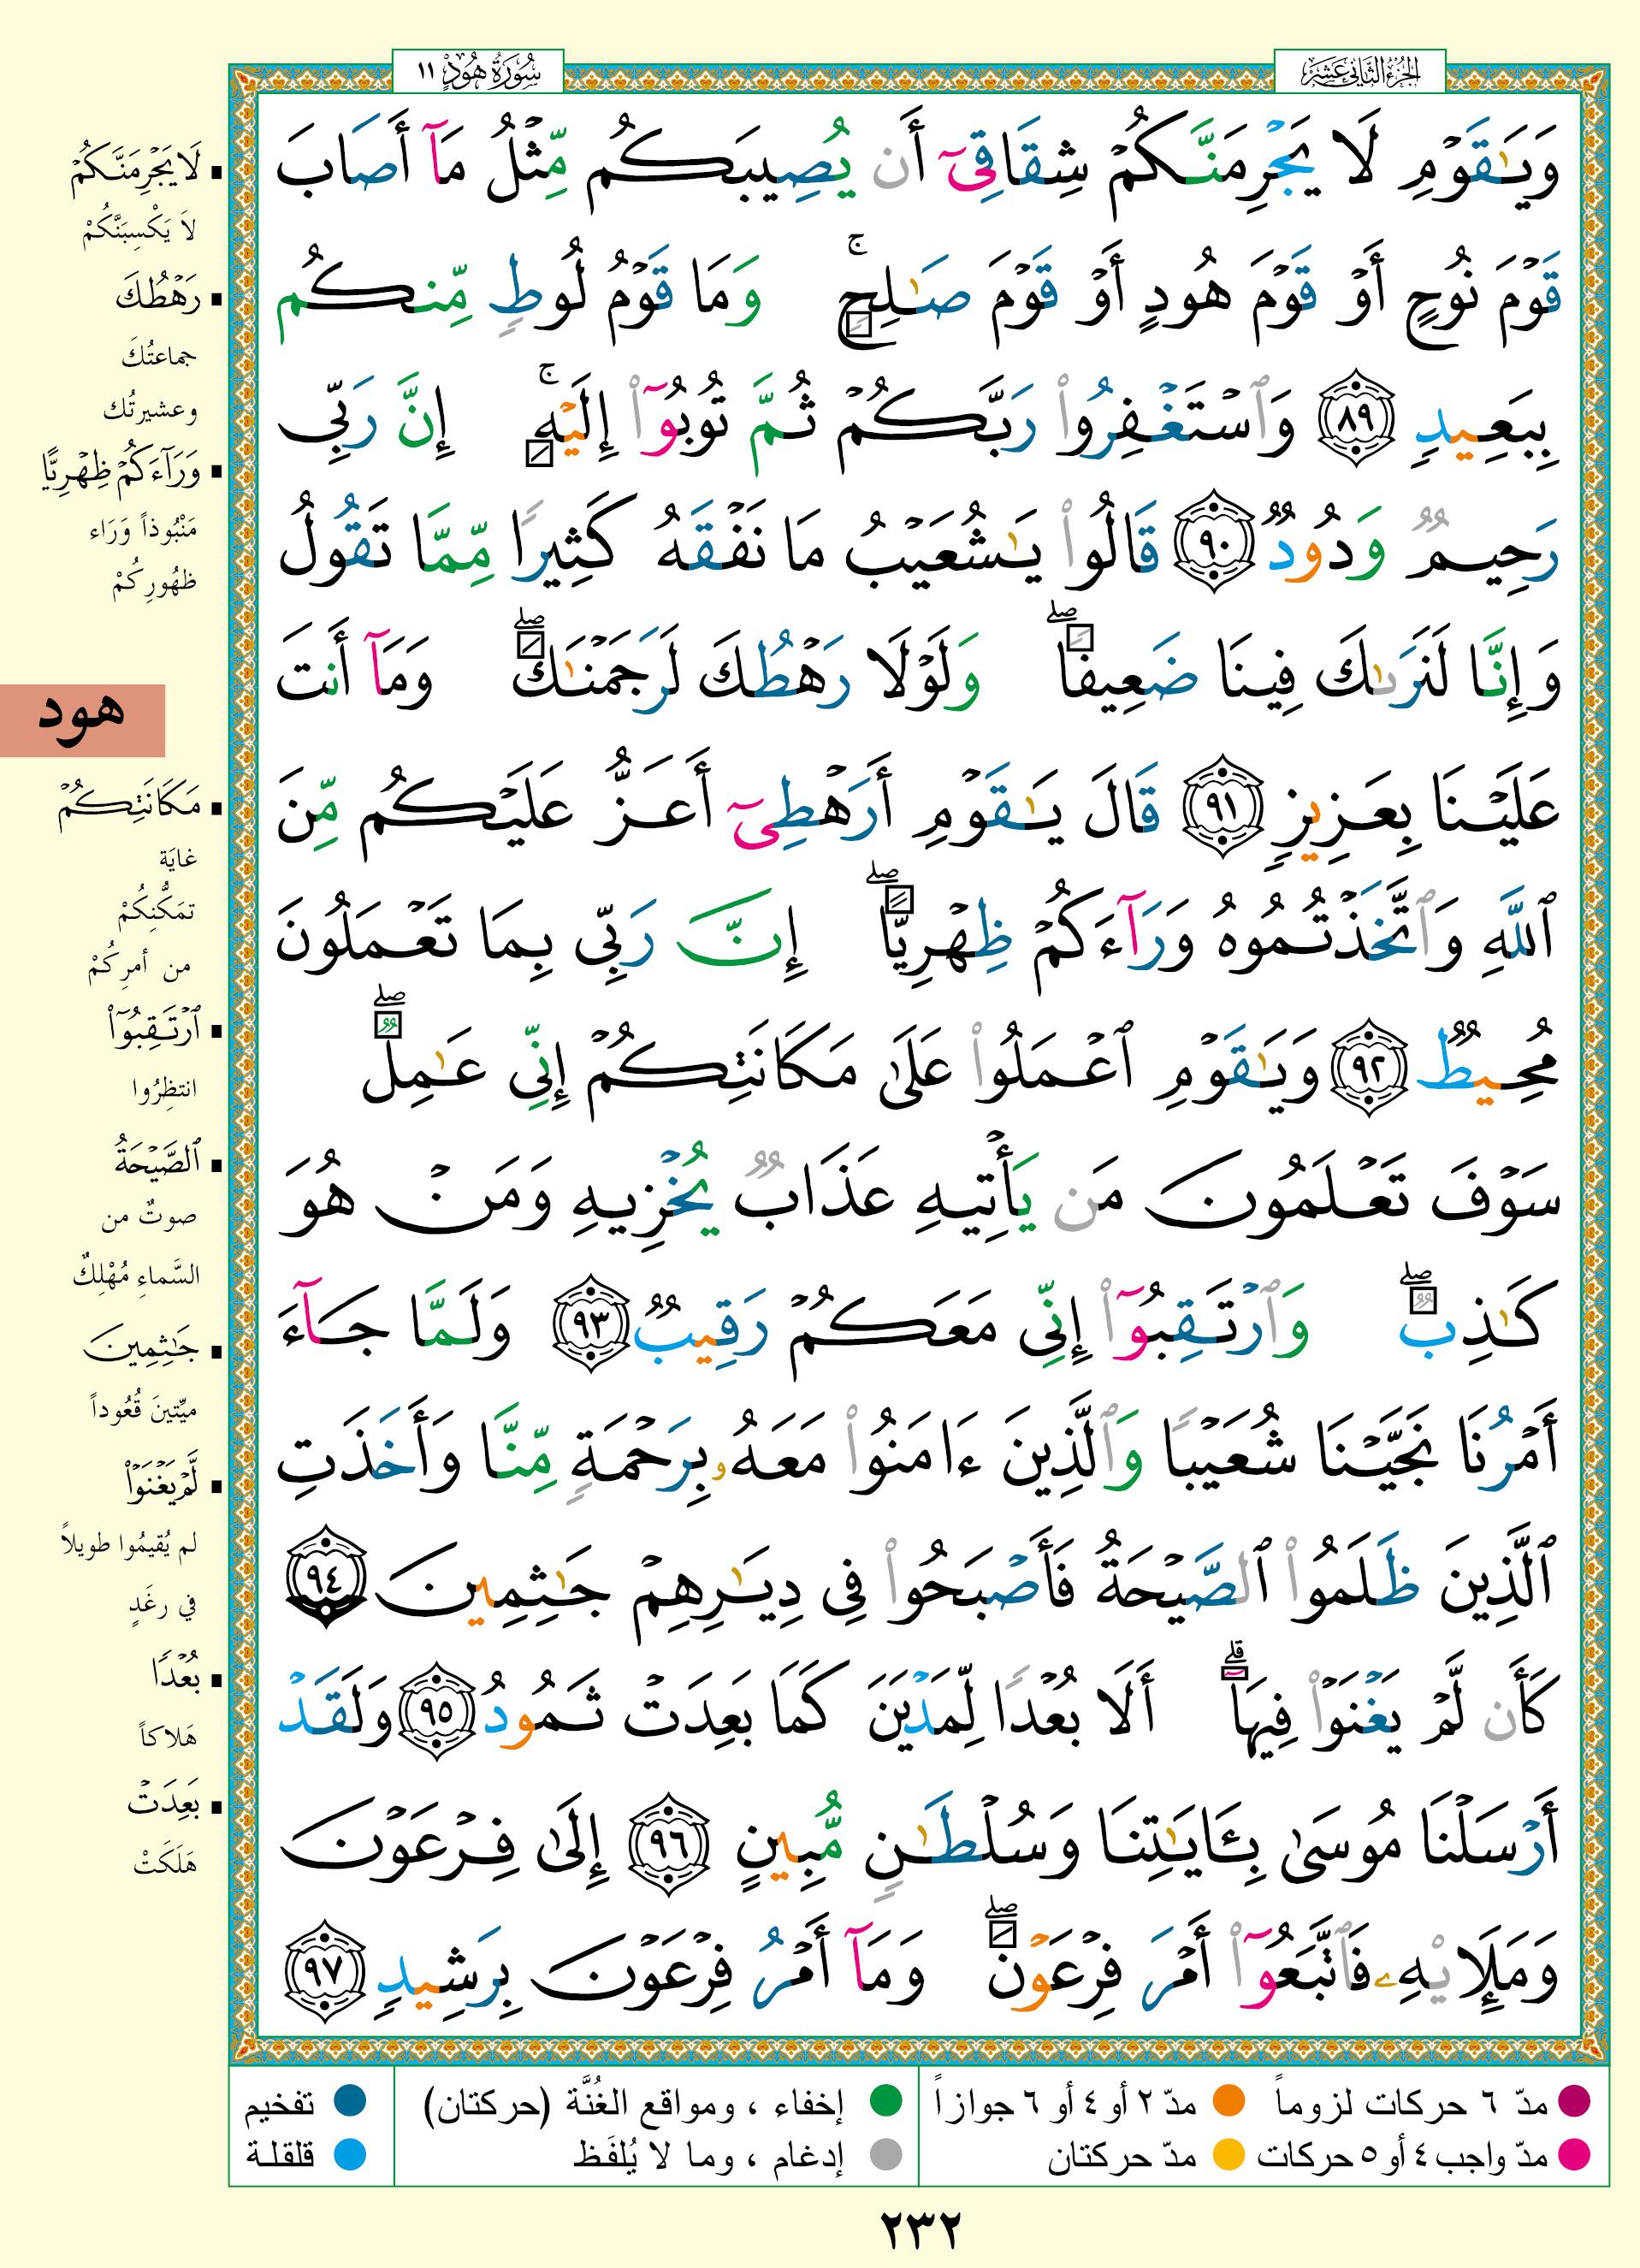 الجزء الثاني عشر
سورة هود ١١
وَيَٰقَوْمِ لَا يَجْرِمَنَّكُمْ شِقَاقِىٓ أَن يُصِيبَكُم مِّثْلُ مَآ أَصَابَ
قَوْمَ نُوحٍ أَوْ قَوْمَ هُودٍ أَوْ قَوْمَ صَٰلِحٍ ۚ وَمَا قَوْمُ لُوطٍ مِّنكُم
بِبَعِيدٍ ٨٩ وَٱسْتَغْفِرُوا۟ رَبَّكُمْ ثُمَّ تُوبُوٓا۟ إِلَيْهِ ۚ إِنَّ رَبِّى
رَحِيمٌ وَدُودٌ ٩٠ قَالُوا۟ يَٰشُعَيْبُ مَا نَفْقَهُ كَثِيرًا مِّمَّا تَقُولُ
وَإِنَّا لَنَرَىٰكَ فِينَا ضَعِيفًا ۖ وَلَوْلَا رَهْطُكَ لَرَجَمْنَٰكَ ۖ وَمَآ أَنتَ
عَلَيْنَا بِعَزِيزٍ ٩١ قَالَ يَٰقَوْمِ أَرَهْطِىٓ أَعَزُّ عَلَيْكُم مِّنَ
ٱللَّهِ وَٱتَّخَذْتُمُوهُ وَرَآءَكُمْ ظِهْرِيًّا ۖ إِنَّ رَبِّى بِمَا تَعْمَلُونَ
مُحِيطٌ ٩٢ وَيَٰقَوْمِ ٱعْمَلُوا۟ عَلَىٰ مَكَانَتِكُمْ إِنِّى عَٰمِلٌ ۖ
سَوْفَ تَعْلَمُونَ مَن يَأْتِيهِ عَذَابٌ يُخْزِيهِ وَمَنْ هُوَ
كَٰذِبٌ ۖ وَٱرْتَقِبُوٓا۟ إِنِّى مَعَكُمْ رَقِيبٌ ٩٣ وَلَمَّا جَآءَ
أَمْرُنَا نَجَّيْنَا شُعَيْبًا وَٱلَّذِينَ ءَامَنُوا۟ مَعَهُۥ بِرَحْمَةٍ مِّنَّا وَأَخَذَتِ
ٱلَّذِينَ ظَلَمُوا۟ ٱلصَّيْحَةُ فَأَصْبَحُوا۟ فِى دِيَٰرِهِمْ جَٰثِمِينَ ٩٤
كَأَن لَّمْ يَغْنَوْا۟ فِيهَآ ۗ أَلَا بُعْدًا لِّمَدْيَنَ كَمَا بَعِدَتْ ثَمُودُ ٩٥ وَلَقَدْ
أَرْسَلْنَا مُوسَىٰ بِـَٔايَٰتِنَا وَسُلْطَٰنٍ مُّبِينٍ ٩٦ إِلَىٰ فِرْعَوْنَ
وَمَلَإِي۟هِۦ فَٱتَّبَعُوٓا۟ أَمْرَ فِرْعَوْنَ ۖ وَمَآ أَمْرُ فِرْعَوْنَ بِرَشِيدٍ ٩٧
لَا يَجْرِمَنَّكُمْ
لاَ يَكْسِبَنَّكُمْ
رَهْطُكَ
جماعتُكَ
وعشيرتُك
وَرَآءَكُمْ ظِهْرِيًّا
مَنْبُوذاً وَرَاء
ظهُورِكُمْ
هود
مَكَانَتِكُمْ
غايَة
تمَكُّنِكُمْ
من أمرِكُمْ
ٱرْتَقِبُوٓا۟
انتظِرُوا
ٱلصَّيْحَةُ
صوتٌ من
السَّماءِ مُهْلِكٌ
جَٰثِمِينَ
ميِّتينَ قُعُوداً
لَّمْ يَغْنَوْا۟
لم يُقيمُوا طويلاً
في رغَدٍ
بُعْدًا
هَلاكاً
بَعِدَتْ
هَلَكَتْ
مدّ ٦ حركات لزوماً
مدّ ٢ أو ٤ أو ٦ جوازاً
إخفاء ، ومواقع الغُنَّة (حركتان)
تفخيم
مدّ واجب ٤ أو ٥ حركات
مدّ حركتان
إدغام ، وما لا يُلفَظ
قلقلة
٢٣٢